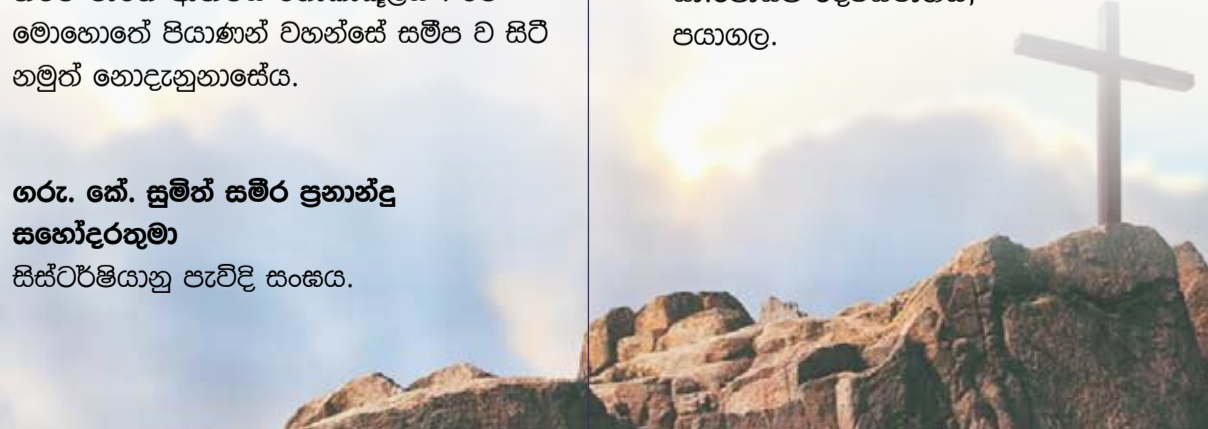 මොහොතේ පියාණන් වහන්සේ සමීප ව සිටී
නමුත් නොදැනුනාසේය.
ගරු. කේ. සුමිත් සමීර ප්‍රනාන්දු
සහෝදරතුමා
සිස්ටර්ෂියානු පැවිදි සංඝය.
පයාගල.